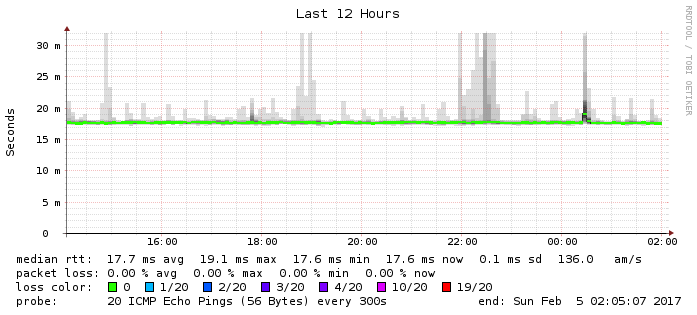 Last 12 Hours
RRDTOOL / TOBI OETIKER
Seconds
30 m
25 m
20 m
15 m
10 m
5 m
0
16:00 18:00 20:00 22:00 00:00 02:00
median rtt: 17.7 ms avg 19.1 ms max 17.6 ms min 17.6 ms now 0.1 ms sd 136.0 am/s
packet loss: 0.00 % avg 0.00 % max 0.00 % min 0.00 % now
loss color: 0 1/20 2/20 3/20 4/20 10/20 19/20
probe: 20 ICMP Echo Pings (56 Bytes) every 300s end: Sun Feb 5 02:05:07 2017